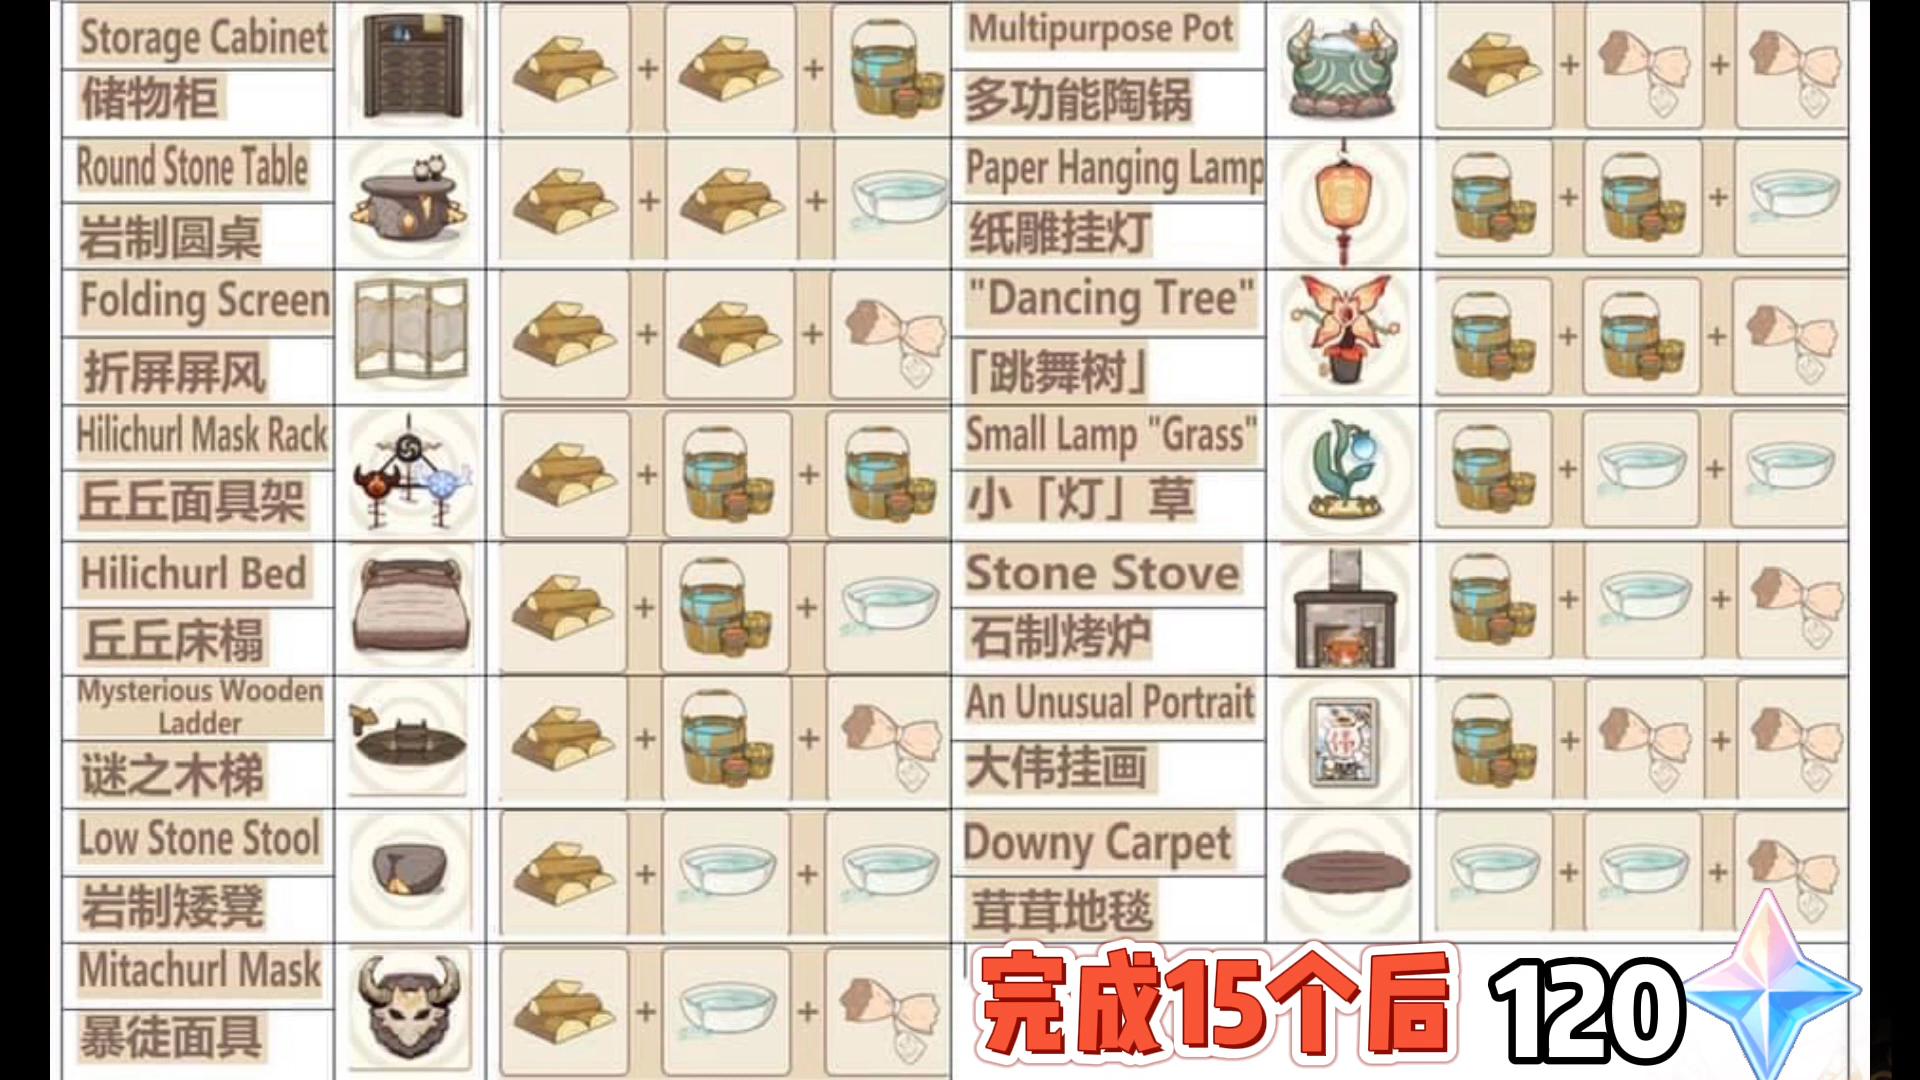 Storage Cabinet
储物柜
Round Stone Table
岩制圆桌
Folding Screen
折屏屏风
Hilichurl Mask Rack
丘丘面具架
Hilichurl Bed
丘丘床榻
Mysterious Wooden
Ladder
谜之木梯
Low Stone Stool
岩制矮凳
Mitachurl Mask
暴徒面具
Multipurpose Pot
多功能陶锅
Paper Hanging Lamp
纸雕挂灯
"Dancing Tree"
「跳舞树」
Small Lamp "Grass"
小「灯」草
Stone Stove
石制烤炉
An Unusual Portrait
大伟挂画
Downy Carpet
茸茸地毯
完成15个后 120